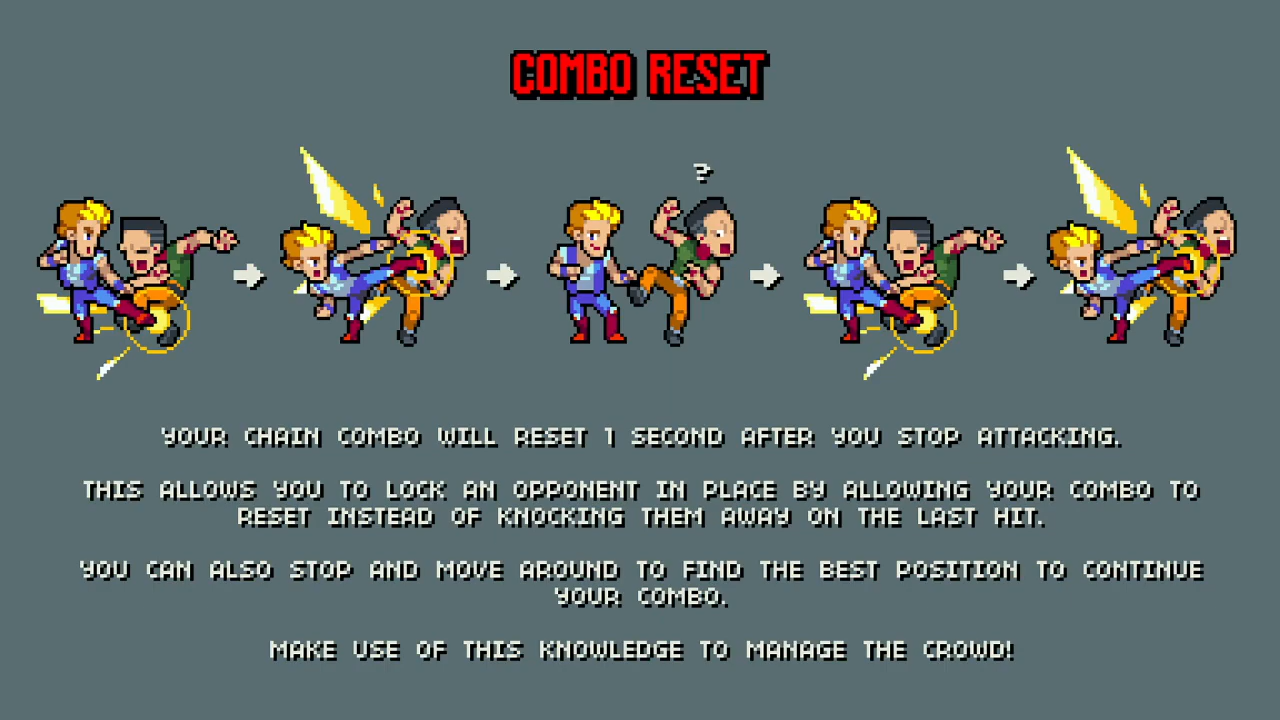 COMBO RESET
?
YOUR CHAIN COMBO WILL RESET 1 SECOND AFTER YOU STOP ATTACKING.
THIS ALLOWS YOU TO LOCK AN OPPONENT IN PLACE BY ALLOWING YOUR COMBO TO
RESET INSTEAD OF KNOCKING THEM AWAY ON THE LAST HIT.
YOU CAN ALSO STOP AND MOVE AROUND TO FIND THE BEST POSITION TO CONTINUE
YOUR COMBO.
MAKE USE OF THIS KNOWLEDGE TO MANAGE THE CROWD!